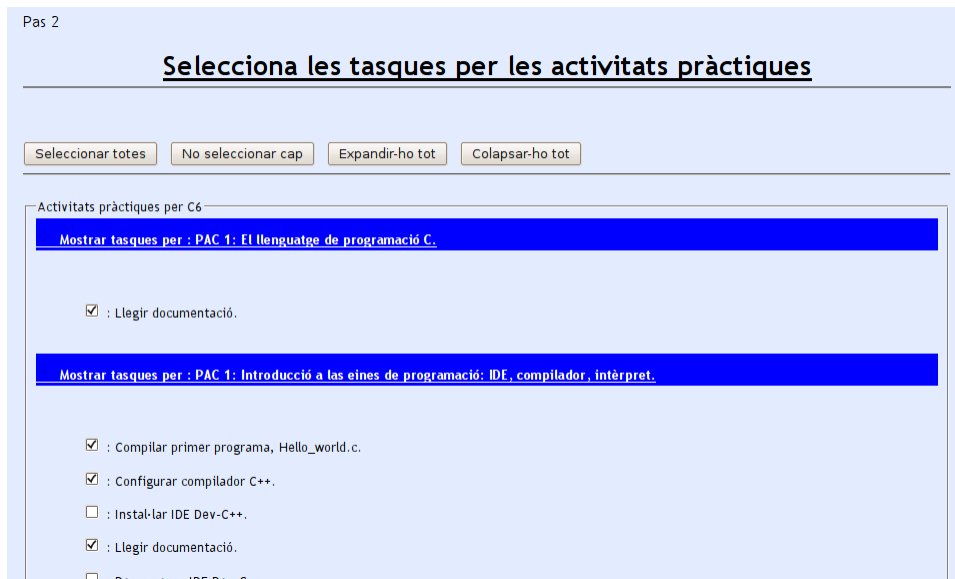 Pas 2
Selecciona les tasques per les activitats pràctiques
Seleccionar totes No seleccionar cap Expandir-ho tot Colapsar-ho tot
Activitats pràctiques per C6
Mostrar tasques per : PAC 1: El llenguatge de programació C.
: Llegir documentació.
Mostrar tasques per : PAC 1: Introducció a las eines de programació: IDE, compilador, intèrpret.
: Compilar primer programa, Hello_world.c.
: Configurar compilador C++.
: Instal·lar IDE Dev-C++.
: Llegir documentació.